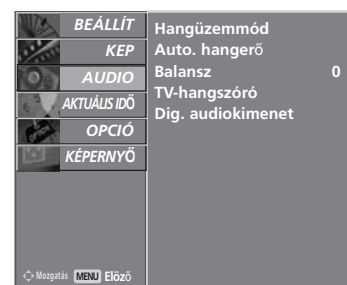 BEÁLLÍT
KEP
AUDIO
AKTUÁLIS IDŐ
OPCIÓ
KÉPERNYŐ
Hangüzemmód
Auto. hangerő
Balansz 0
TV-hangszóró
Dig. audiokimenet
Mozgatás MENU Előző